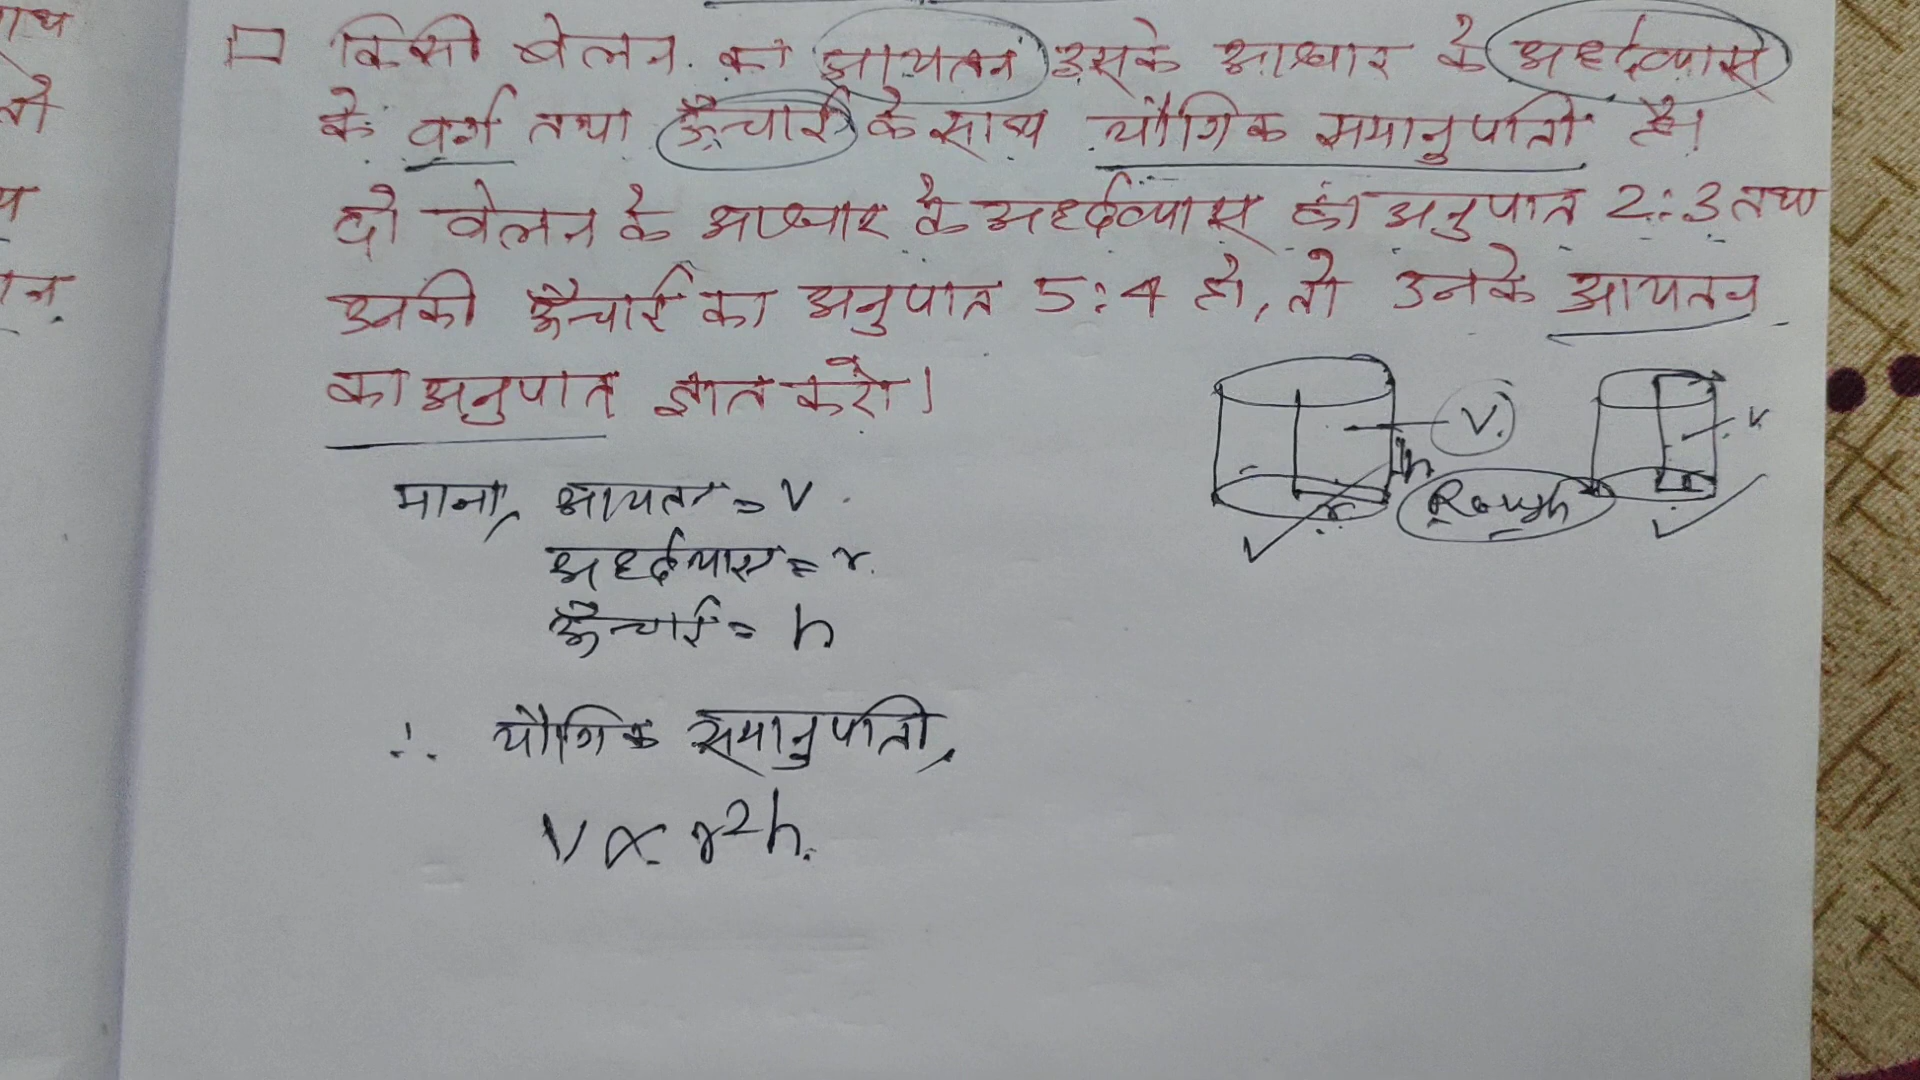 किसी बेलन का आयतन उसके आधार के अर्द्धव्यास
के वर्ग तथा ऊँचाई के साथ यौगिक समानुपाती है।
दो बेलन के आधार के अर्द्धव्यास का अनुपात 2:3 तथा
उनकी ऊँचाई का अनुपात 5:4 हो, तो उनके आयतन
का अनुपात ज्ञात करो।
V.
v
h
r
Rough
माना, आयतन = V
अर्द्धव्यास = r
ऊँचाई = h
∴ यौगिक समानुपाती,
V ∝ r²h.